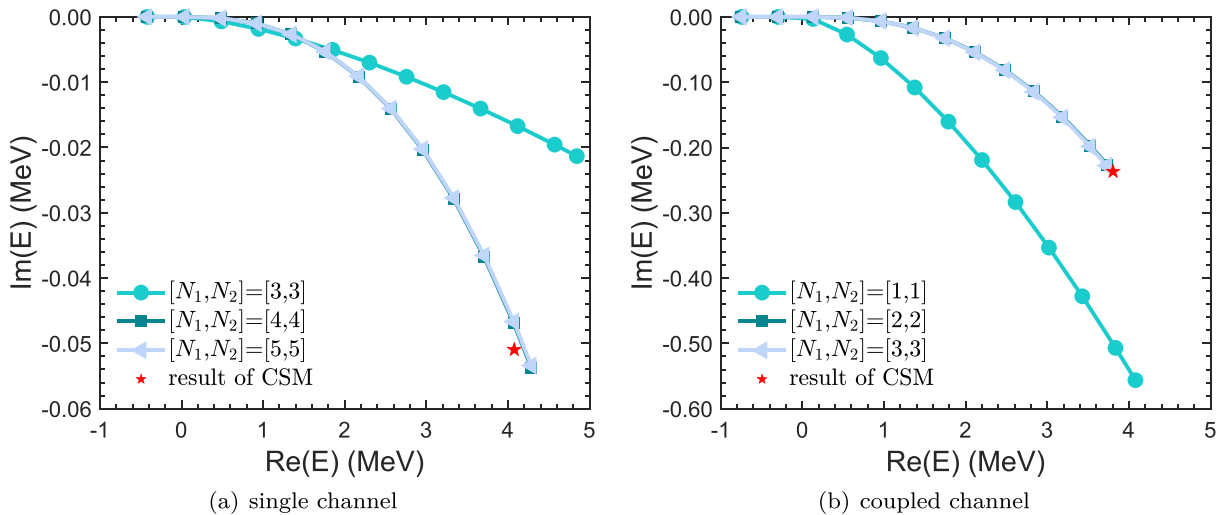 0.00
-0.01
-0.02
-0.03
-0.04
-0.05
-0.06
Im(E) (MeV)
[N₁,N₂]=[3,3]
[N₁,N₂]=[4,4]
[N₁,N₂]=[5,5]
result of CSM
-1 0 1 2 3 4 5
Re(E) (MeV)
(a) single channel
0.00
-0.10
-0.20
-0.30
-0.40
-0.50
-0.60
Im(E) (MeV)
[N₁,N₂]=[1,1]
[N₁,N₂]=[2,2]
[N₁,N₂]=[3,3]
result of CSM
-1 0 1 2 3 4 5
Re(E) (MeV)
(b) coupled channel